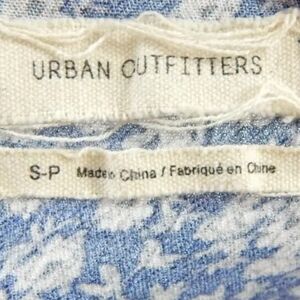 URBAN OUTFITTERS
S-P Made in China / Fabriqué en Chine